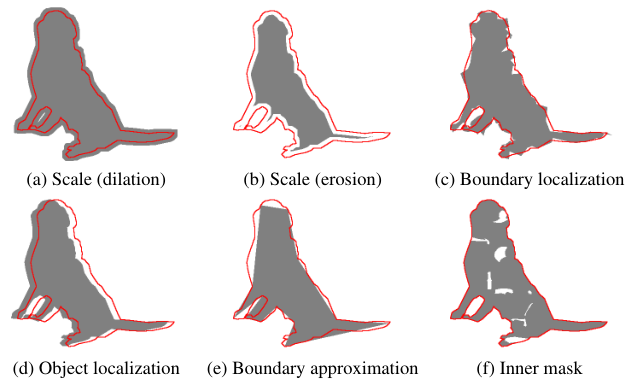 (a) Scale (dilation)
(b) Scale (erosion)
(c) Boundary localization
(d) Object localization
(e) Boundary approximation
(f) Inner mask